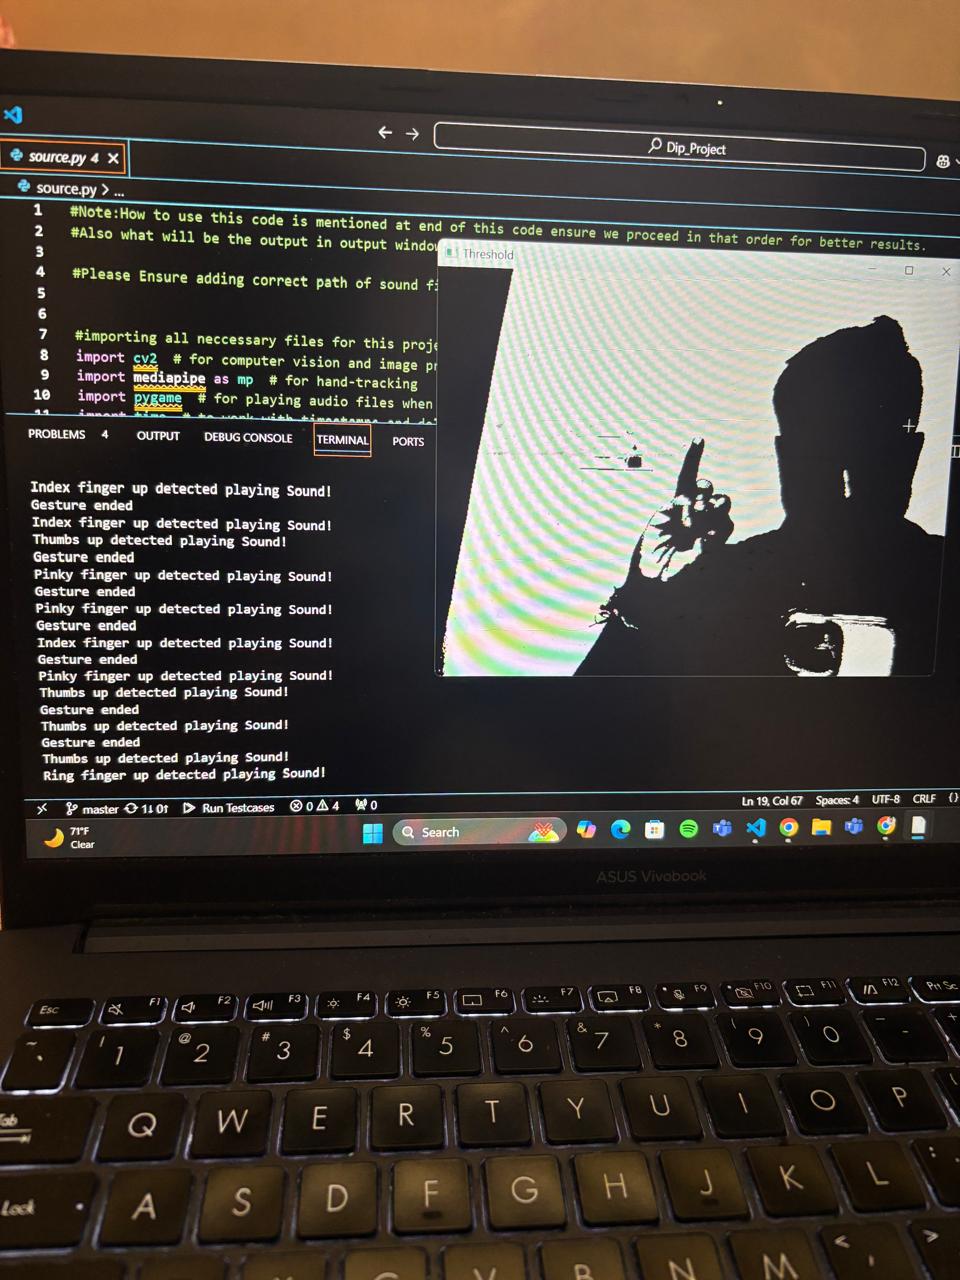 Dip_Project
source.py 4
source.py > ...
1 #Note:How to use this code is mentioned at end of this code ensure we proceed in that order for better results.
2 #Also what will be the output in output windo
3
4 #Please Ensure adding correct path of sound fi
5
6
7 #importing all neccessary files for this proje
8 import cv2 # for computer vision and image pr
9 import mediapipe as mp # for hand-tracking
10 import pygame # for playing audio files when
11 import time # to work with timestamps and
Threshold
PROBLEMS 4 OUTPUT DEBUG CONSOLE TERMINAL PORTS
Index finger up detected playing Sound!
Gesture ended
Index finger up detected playing Sound!
Thumbs up detected playing Sound!
Gesture ended
Pinky finger up detected playing Sound!
Gesture ended
Pinky finger up detected playing Sound!
Gesture ended
Index finger up detected playing Sound!
Gesture ended
Pinky finger up detected playing Sound!
Thumbs up detected playing Sound!
Gesture ended
Thumbs up detected playing Sound!
Gesture ended
Thumbs up detected playing Sound!
Ring finger up detected playing Sound!
master 1↓ 0↑ Run Testcases 0 4 0 Ln 19, Col 67 Spaces: 4 UTF-8 CRLF {}
71°F
Clear
Search
ASUS Vivobook
Esc F1 F2 F3 F4 F5 F6 F7 F8 F9 F10 F11 F12 Prt Sc
~ ! 1 @ 2 # 3 $ 4 % 5 ^ 6 & 7 * 8 ( 9 ) 0 _ - +
Tab Q W E R T Y U I O P
Lock A S D F G H J K L : ;
C V B N M < , >